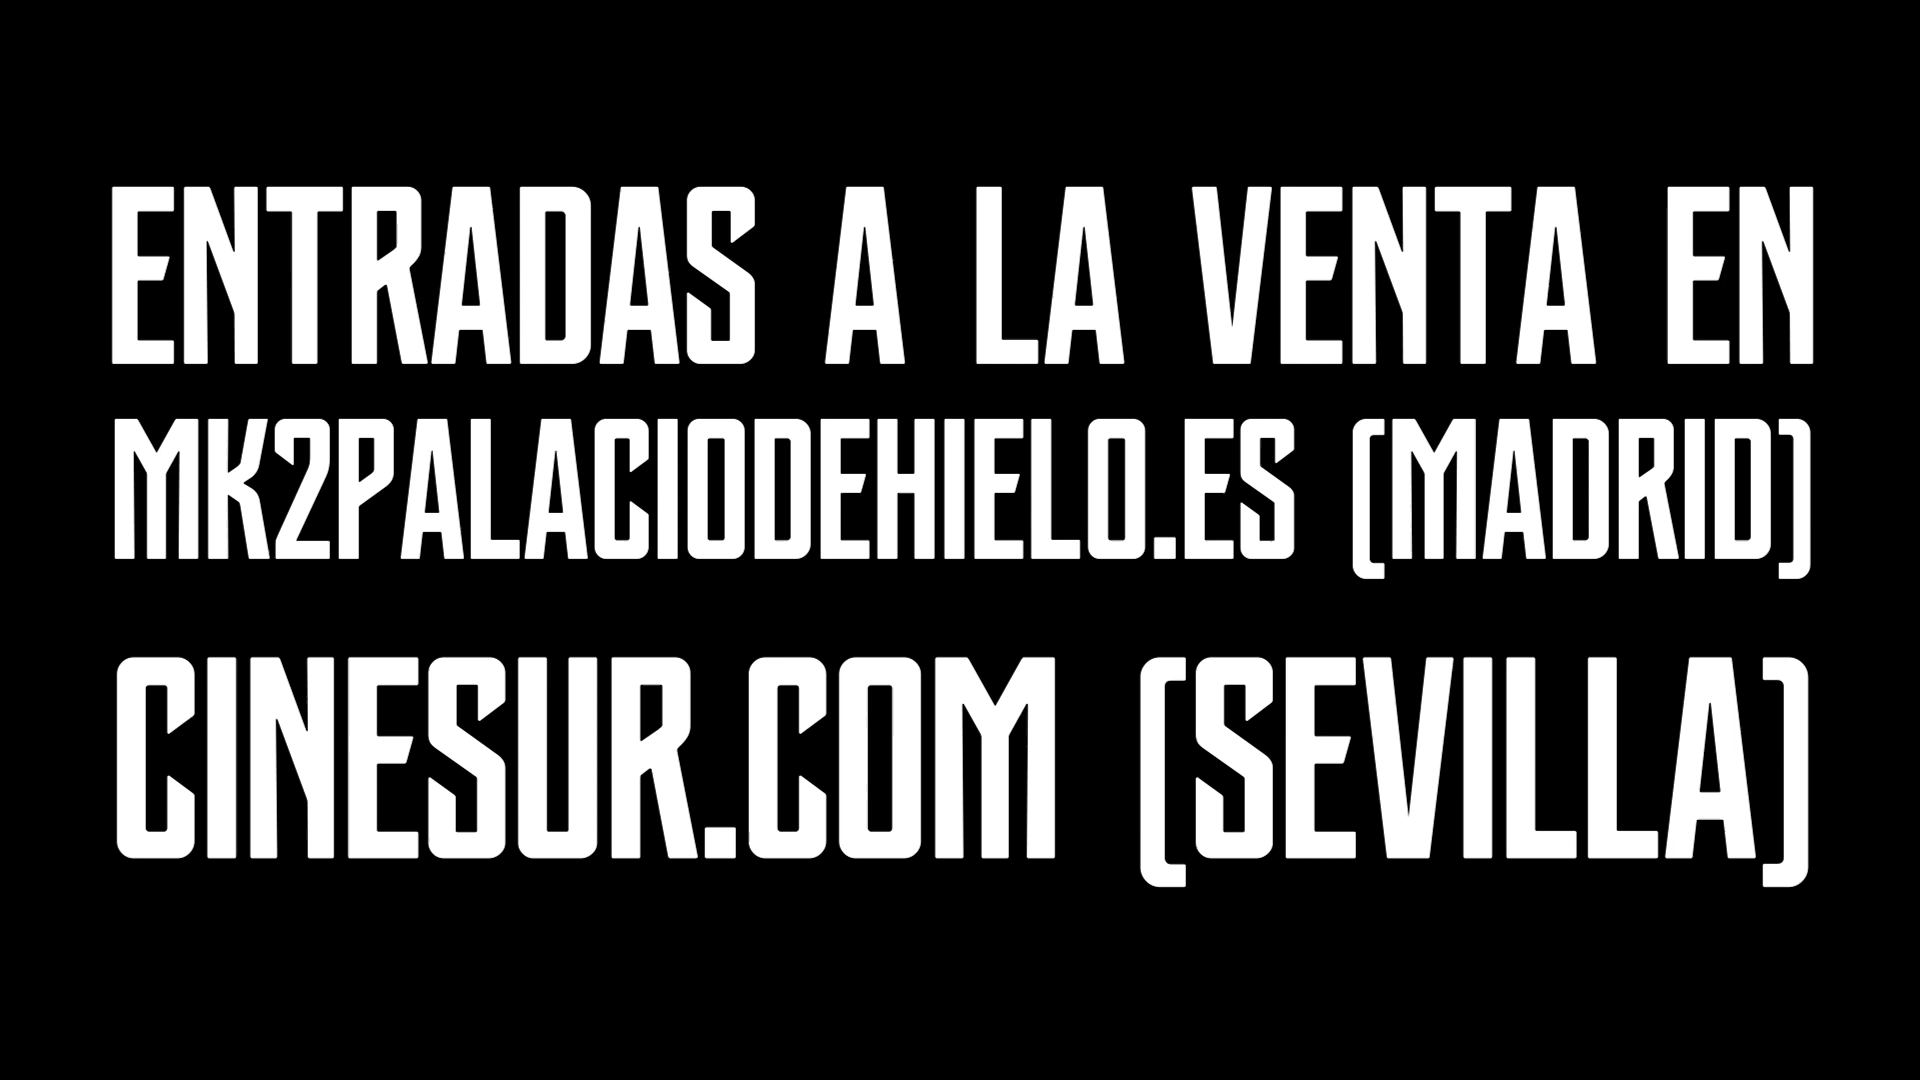 ENTRADAS A LA VENTA EN
MK2PALACIODEHIELO.ES (MADRID)
CINESUR.COM (SEVILLA)